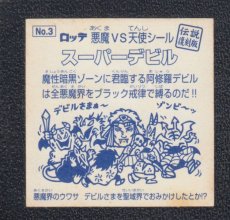 No.3
ロッテ 悪魔VS天使シール
伝説復刻版
スーパーデビル
魔性暗黒ゾーンに君臨する阿修羅デビル
は全悪魔界をブラック戒律で縛るのだ!!
デビルさまぁ〜
ゾンビ〜ッ
悪魔界のウワサ デビルさまを聖域界でおみかけしたとか!?